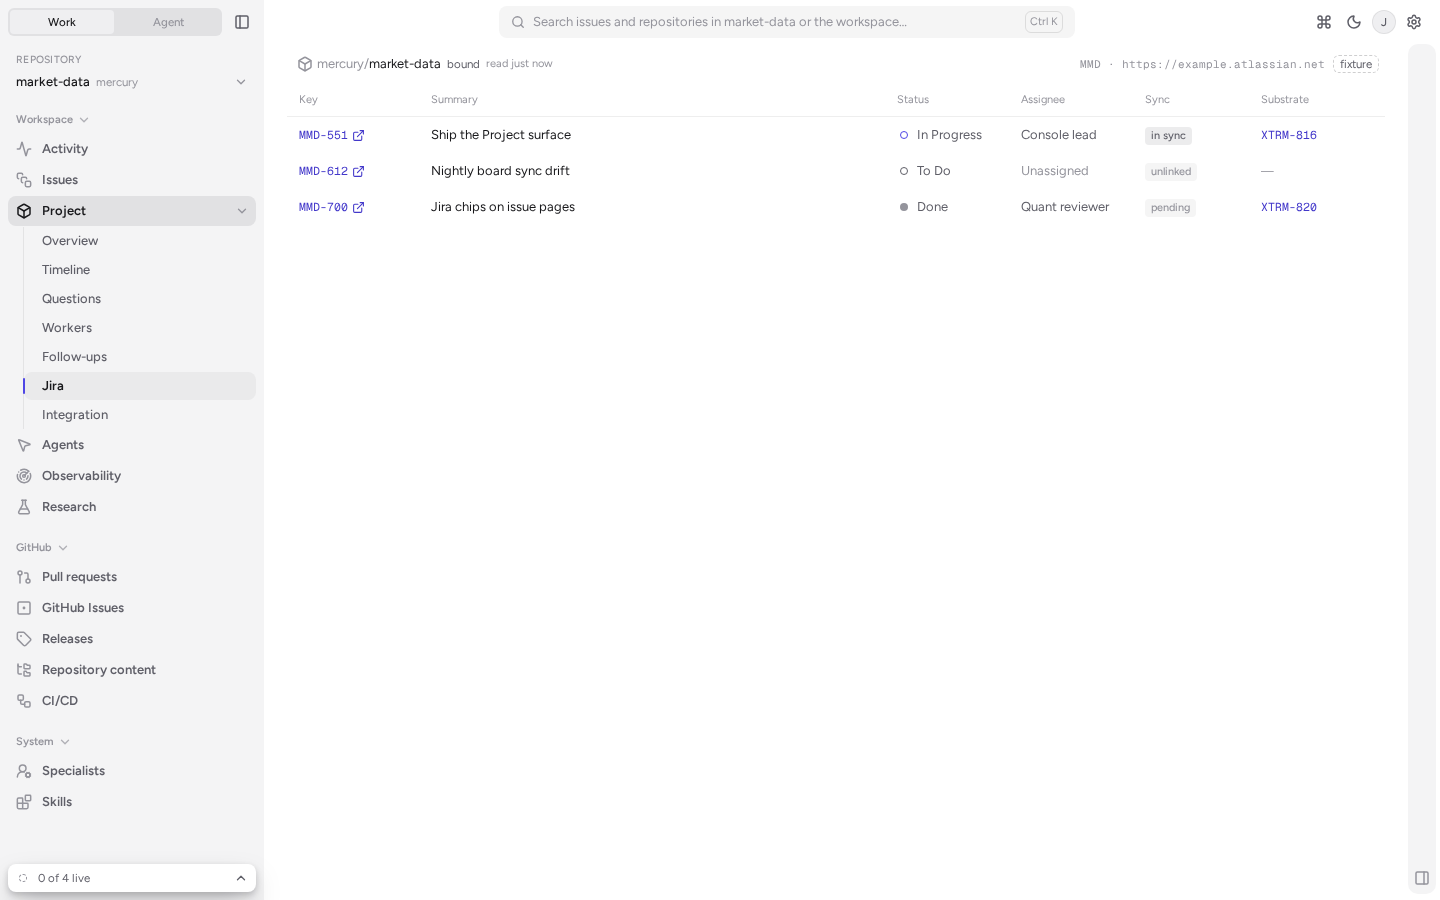 Work Agent
Search issues and repositories in market-data or the workspace... Ctrl K
J
REPOSITORY
market-data mercury
Workspace
Activity
Issues
Project
Overview
Timeline
Questions
Workers
Follow-ups
Jira
Integration
Agents
Observability
Research
GitHub
Pull requests
GitHub Issues
Releases
Repository content
CI/CD
System
Specialists
Skills
0 of 4 live
mercury/market-data bound read just now
MMD · https://example.atlassian.net fixture
Key Summary Status Assignee Sync Substrate
MMD-551 Ship the Project surface In Progress Console lead in sync XTRM-816
MMD-612 Nightly board sync drift To Do Unassigned unlinked —
MMD-700 Jira chips on issue pages Done Quant reviewer pending XTRM-820